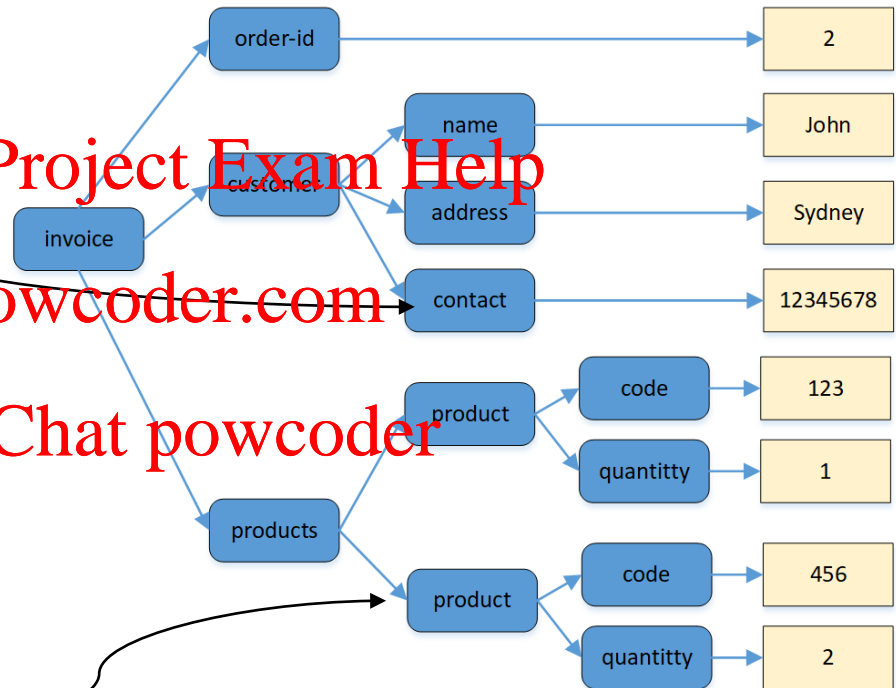 order-id
2
name
John
Project Exam Help
customer
address
Sydney
invoice
contact
12345678
owcoder.com
code
123
product
Chat powcoder
quantitty
1
products
code
456
product
quantitty
2